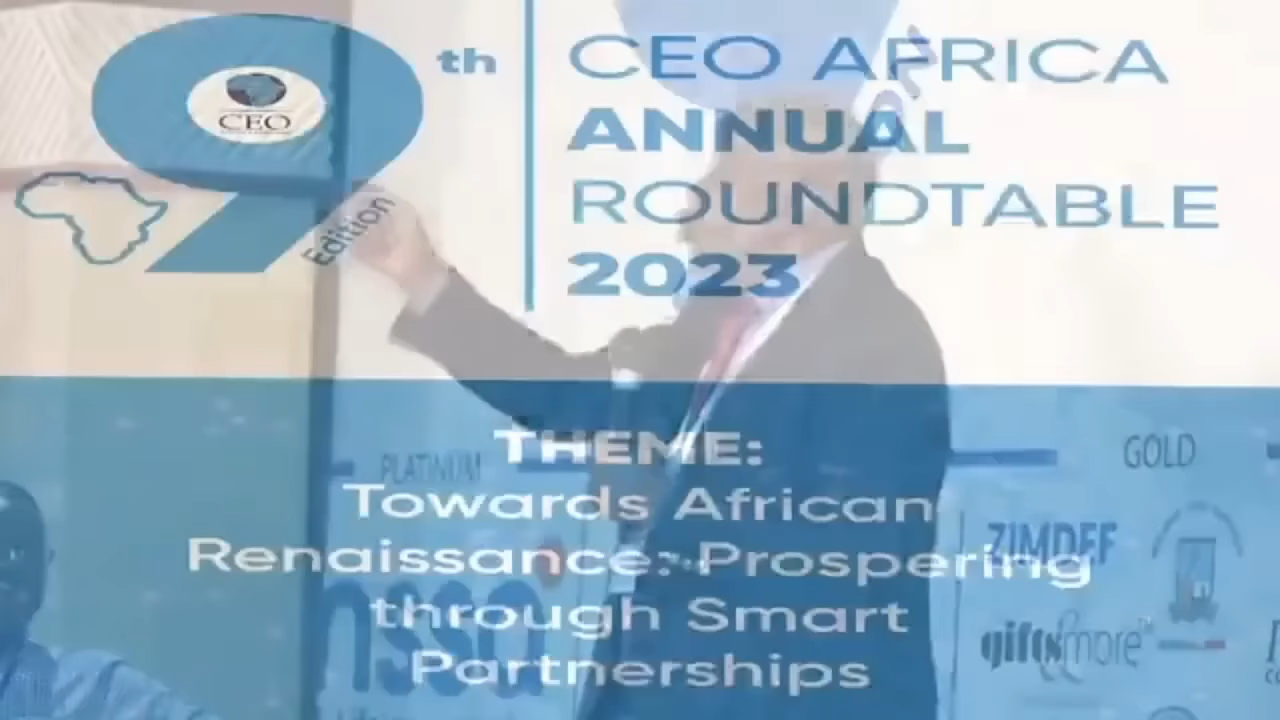 9th
CEO
Edition
CEO AFRICA
ANNUAL
ROUNDTABLE
2023
THEME:
Towards African
Renaissance: Prospering
through Smart
Partnerships
PLATINUM
GOLD
nssa
ZIMDEF
gifts&more